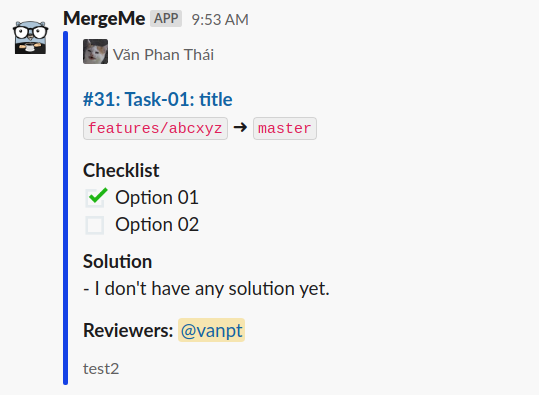 MergeMe APP 9:53 AM
Văn Phan Thái
#31: Task-01: title
features/abcxyz ➜ master
Checklist
Option 01
Option 02
Solution
- I don't have any solution yet.
Reviewers: @vanpt
test2